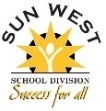 SUN WEST
SCHOOL DIVISION
Success for all